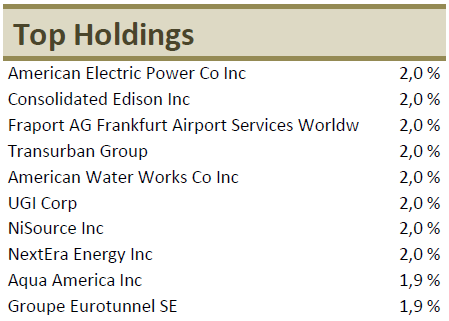 Top Holdings
American Electric Power Co Inc 2,0 %
Consolidated Edison Inc 2,0 %
Fraport AG Frankfurt Airport Services Worldw 2,0 %
Transurban Group 2,0 %
American Water Works Co Inc 2,0 %
UGI Corp 2,0 %
NiSource Inc 2,0 %
NextEra Energy Inc 2,0 %
Aqua America Inc 1,9 %
Groupe Eurotunnel SE 1,9 %